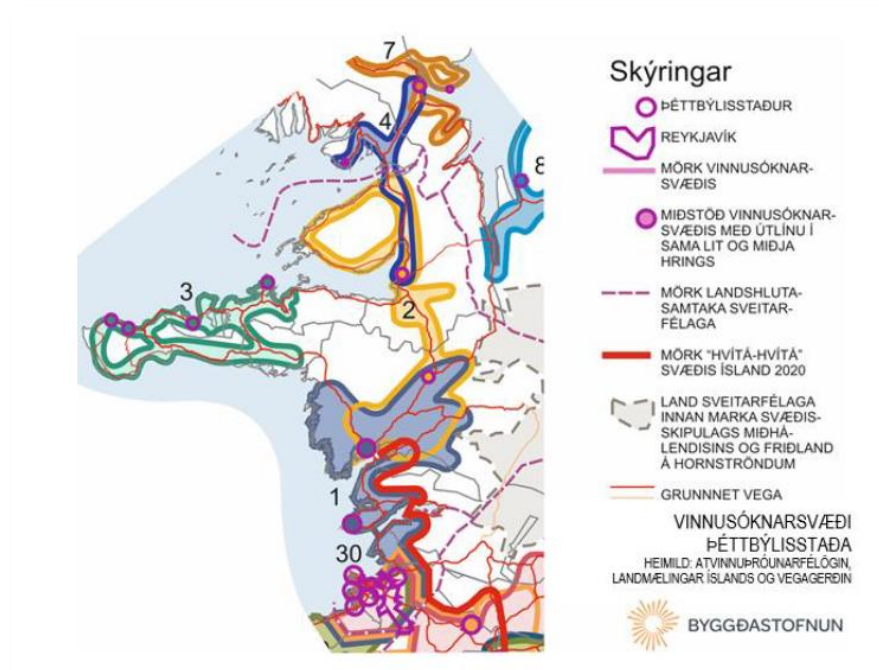 7
4
8
3
2
1
30
Skýringar
ÞÉTTBÝLISSTAÐUR
REYKJAVÍK
MÖRK VINNUSÓKNAR-
SVÆÐIS
MIÐSTÖÐ VINNUSÓKNAR-
SVÆÐIS MEÐ ÚTLÍNU Í
SAMA LIT OG MIÐJA
HRINGS
MÖRK LANDSHLUTA-
SAMTAKA SVEITAR-
FÉLAGA
MÖRK “HVÍTÁ-HVÍTÁ”
SVÆÐIS ÍSLAND 2020
LAND SVEITARFÉLAGA
INNAN MARKA SVÆÐIS-
SKIPULAGS MIÐHÁ-
LENDISINS OG FRIÐLAND
Á HORNSTRÖNDUM
GRUNNNET VEGA
VINNUSÓKNARSVÆÐI
ÞÉTTBÝLISSTAÐA
HEIMILD: ATVINNUÞRÓUNARFÉLÖGIN,
LANDMÆLINGAR ÍSLANDS OG VEGAGERÐIN
BYGGÐASTOFNUN